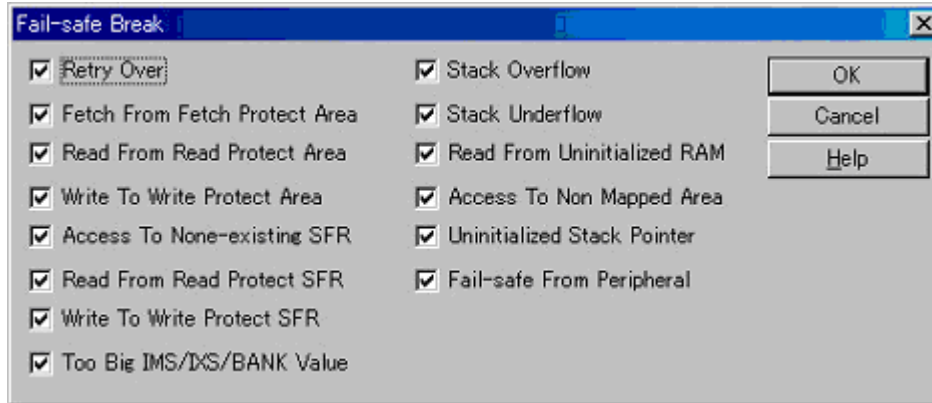 Fail-safe Break
Retry Over
Fetch From Fetch Protect Area
Read From Read Protect Area
Write To Write Protect Area
Access To None-existing SFR
Read From Read Protect SFR
Write To Write Protect SFR
Too Big IMS/IXS/BANK Value
Stack Overflow
Stack Underflow
Read From Uninitialized RAM
Access To Non Mapped Area
Uninitialized Stack Pointer
Fail-safe From Peripheral
OK
Cancel
Help